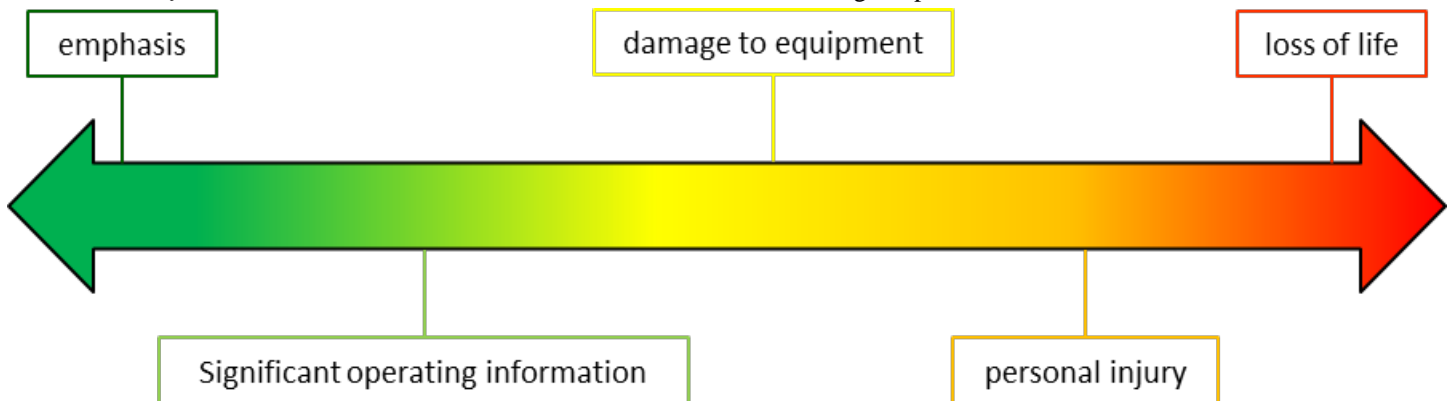 emphasis
damage to equipment
loss of life
Significant operating information
personal injury